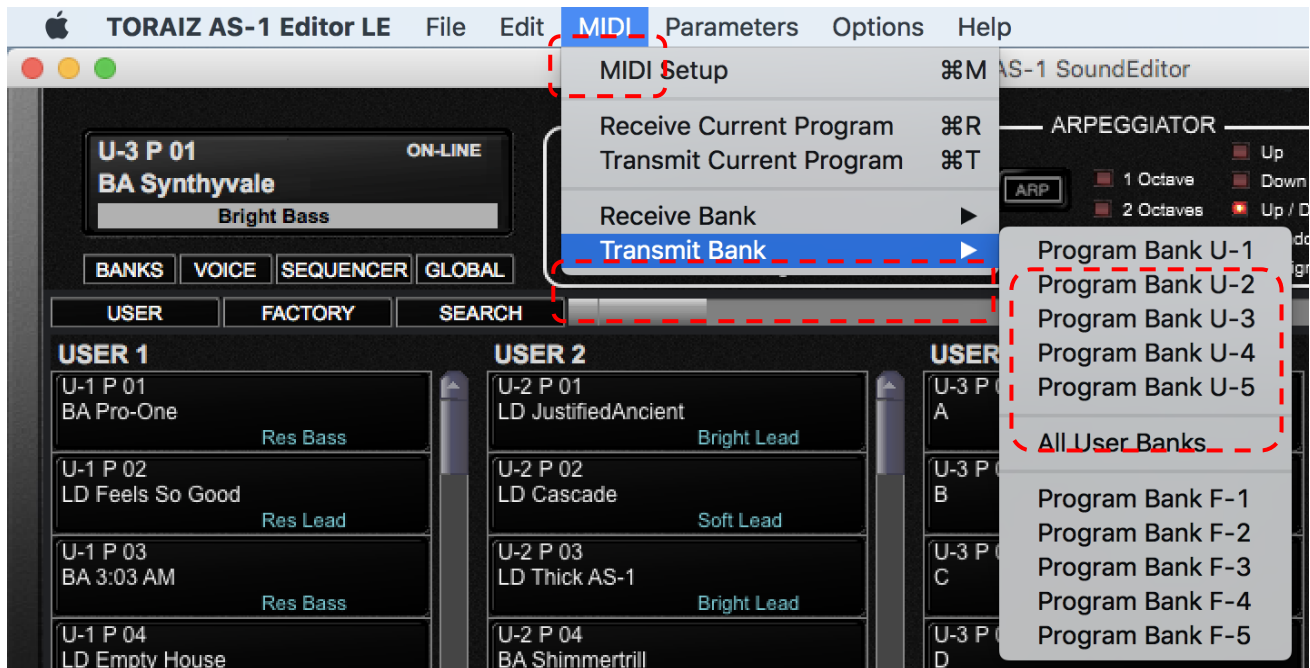 TORAIZ AS-1 Editor LE File Edit MIDI Parameters Options Help
AS-1 SoundEditor
MIDI Setup ⌘M
Receive Current Program ⌘R
Transmit Current Program ⌘T
Receive Bank ▶
Transmit Bank ▶
Program Bank U-1
Program Bank U-2
Program Bank U-3
Program Bank U-4
Program Bank U-5
All User Banks
Program Bank F-1
Program Bank F-2
Program Bank F-3
Program Bank F-4
Program Bank F-5
U-3 P 01 ON-LINE
BA Synthyvale
Bright Bass
BANKS VOICE SEQUENCER GLOBAL
ARPEGGIATOR
ARP
1 Octave
2 Octaves
Up
Down
Up / D
USER FACTORY SEARCH
USER 1
U-1 P 01
BA Pro-One
Res Bass
U-1 P 02
LD Feels So Good
Res Lead
U-1 P 03
BA 3:03 AM
Res Bass
U-1 P 04
LD Empty House
USER 2
U-2 P 01
LD JustifiedAncient
Bright Lead
U-2 P 02
LD Cascade
Soft Lead
U-2 P 03
LD Thick AS-1
Bright Lead
U-2 P 04
BA Shimmertrill
USER
U-3 P
A
U-3 P
B
U-3 P
C
U-3 P
D